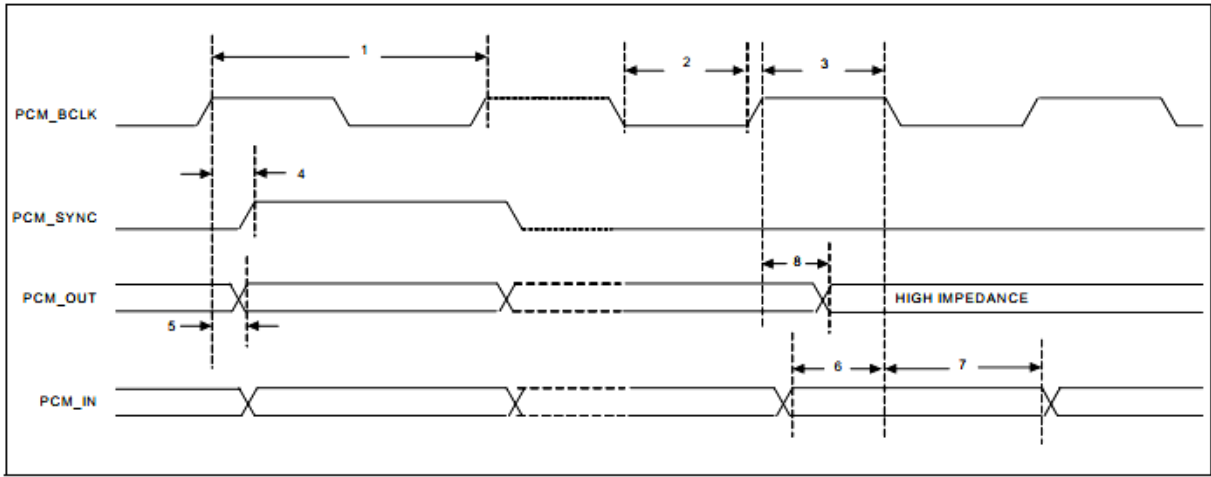 1
2
3
PCM_BCLK
4
PCM_SYNC
8
PCM_OUT
HIGH IMPEDANCE
5
6
7
PCM_IN